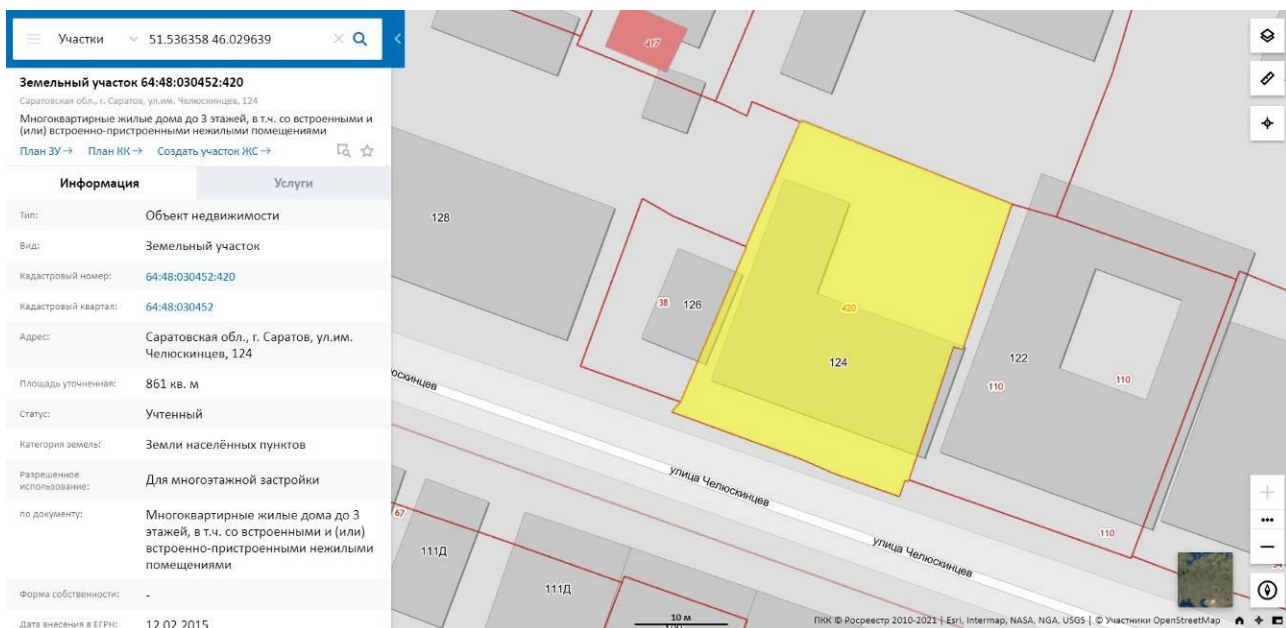 Участки 51.536358 46.029639
Земельный участок 64:48:030452:420
Саратовская обл., г. Саратов, ул.им. Челюскинцев, 124
Многоквартирные жилые дома до 3 этажей, в т.ч. со встроенными и
(или) встроенно-пристроенными нежилыми помещениями
План ЗУ → План КК → Создать участок ЖС →
Информация Услуги
Тип: Объект недвижимости
Вид: Земельный участок
Кадастровый номер: 64:48:030452:420
Кадастровый квартал: 64:48:030452
Адрес: Саратовская обл., г. Саратов, ул.им.
Челюскинцев, 124
Площадь уточненная: 861 кв. м
Статус: Учтенный
Категория земель: Земли населённых пунктов
Разрешенное
использование: Для многоэтажной застройки
по документу: Многоквартирные жилые дома до 3
этажей, в т.ч. со встроенными и (или)
встроенно-пристроенными нежилыми
помещениями
Форма собственности: -
Дата внесения в ЕГРН: 12.02.2015
417
128
38 126
420
124
122
110
110
110
67
111Д
111Д
улица Челюскинцев
улица Челюскинцев
10 м
ПКК © Росреестр 2010-2021 | Esri, Intermap, NASA, NGA, USGS | © Участники OpenStreetMap